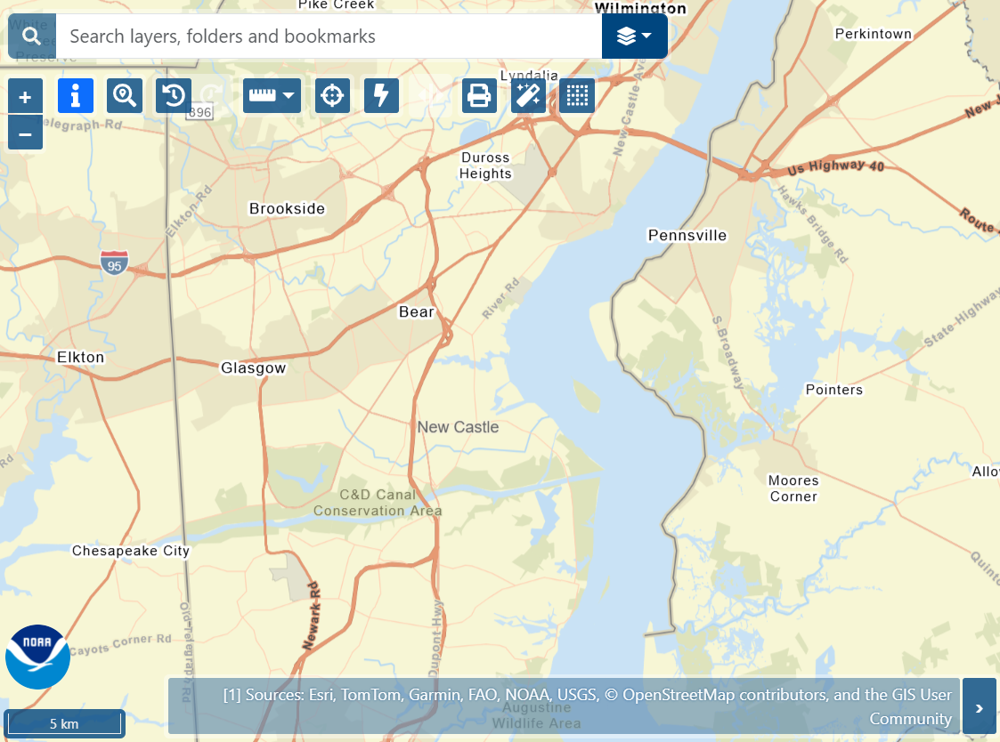 Pike Creek
Wilmington
Search layers, folders and bookmarks
Perkintown
Preserve
Lyndalia
896
Telegraph Rd
New Castle Ave
New J
Duross
Heights
Us Highway 40
Elkton Rd
Brookside
Hawks Bridge Rd
Route
Pennsville
95
River Rd
Bear
State-Highway
S Broadway
Elkton
Glasgow
Pointers
New Castle
Rd
Allo
Moores
Corner
C&D Canal
Conservation Area
Chesapeake City
Quinto
Newark Rd
Old-Telegraph Rd
Dupont Hwy
NOAA
Cayots Corner Rd
[1] Sources: Esri, TomTom, Garmin, FAO, NOAA, USGS, © OpenStreetMap contributors, and the GIS User
Community
Augustine
Wildlife Area
5 km